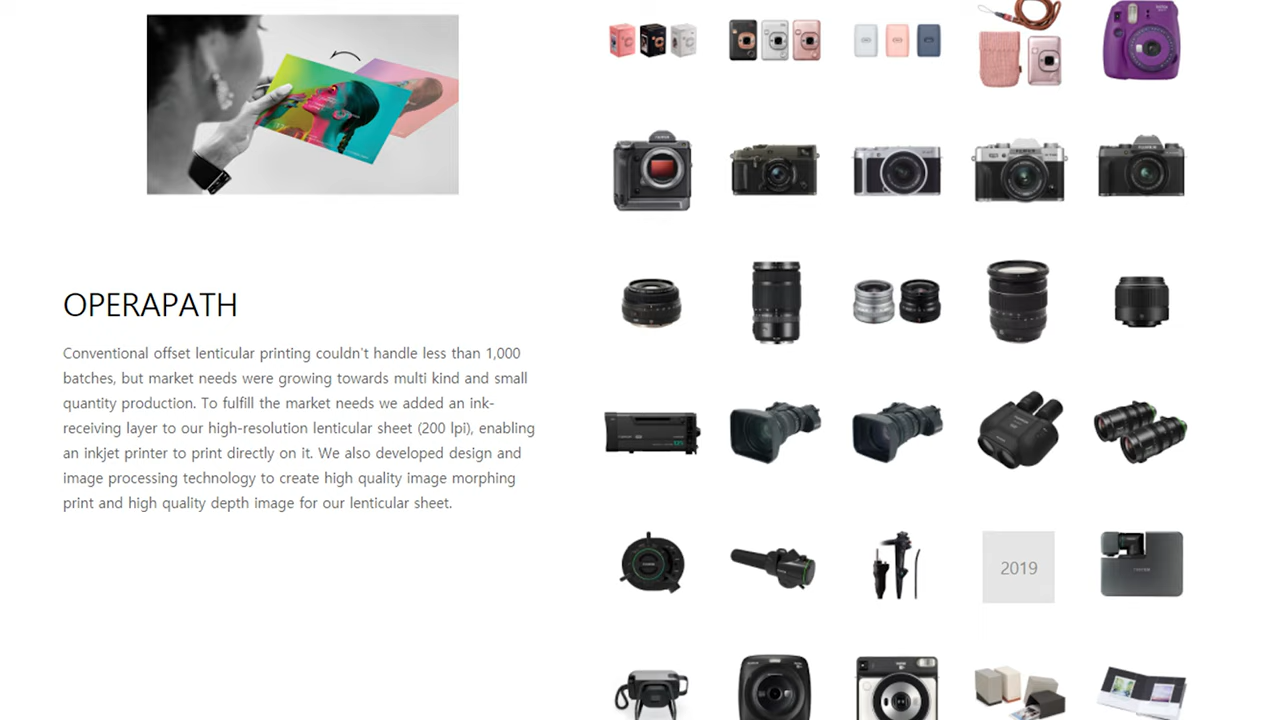 OPERAPATH
Conventional offset lenticular printing couldn't handle less than 1,000
batches, but market needs were growing towards multi kind and small
quantity production. To fulfill the market needs we added an ink-
receiving layer to our high-resolution lenticular sheet (200 lpi), enabling
an inkjet printer to print directly on it. We also developed design and
image processing technology to create high quality image morphing
print and high quality depth image for our lenticular sheet.
2019